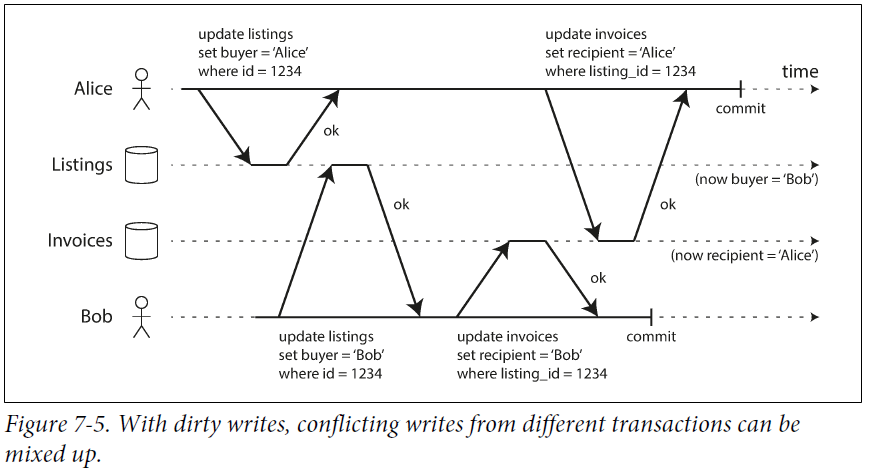 update listings
set buyer = ‘Alice’
where id = 1234
update invoices
set recipient = ‘Alice’
where listing_id = 1234
time
Alice
commit
ok
Listings
(now buyer = ‘Bob’)
ok
ok
Invoices
(now recipient = ‘Alice’)
ok
Bob
update listings
set buyer = ‘Bob’
where id = 1234
update invoices
set recipient = ‘Bob’
where listing_id = 1234
commit
Figure 7-5. With dirty writes, conflicting writes from different transactions can be
mixed up.